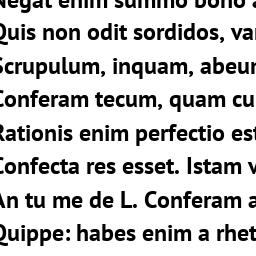 Negat enim summo bono a
Quis non odit sordidos, va
Scrupulum, inquam, abeun
Conferam tecum, quam cu
Rationis enim perfectio est
Confecta res esset. Istam v
An tu me de L. Conferam a
Quippe: habes enim a rhet